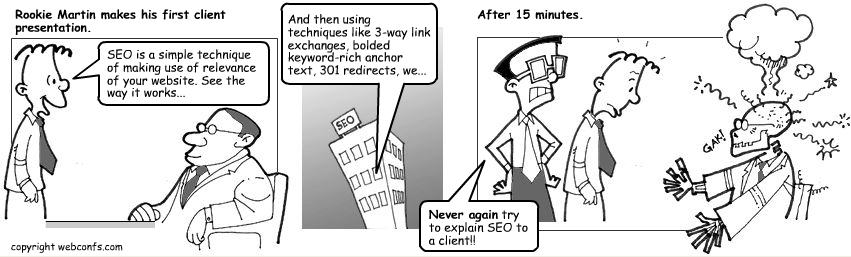 Rookie Martin makes his first client
presentation.
SEO is a simple technique
of making use of relevance
of your website. See the
way it works...
And then using
techniques like 3-way link
exchanges, bolded
keyword-rich anchor
text, 301 redirects, we...
SEO
After 15 minutes.
GAK!
Never again try
to explain SEO to
a client!!
copyright webconfs.com